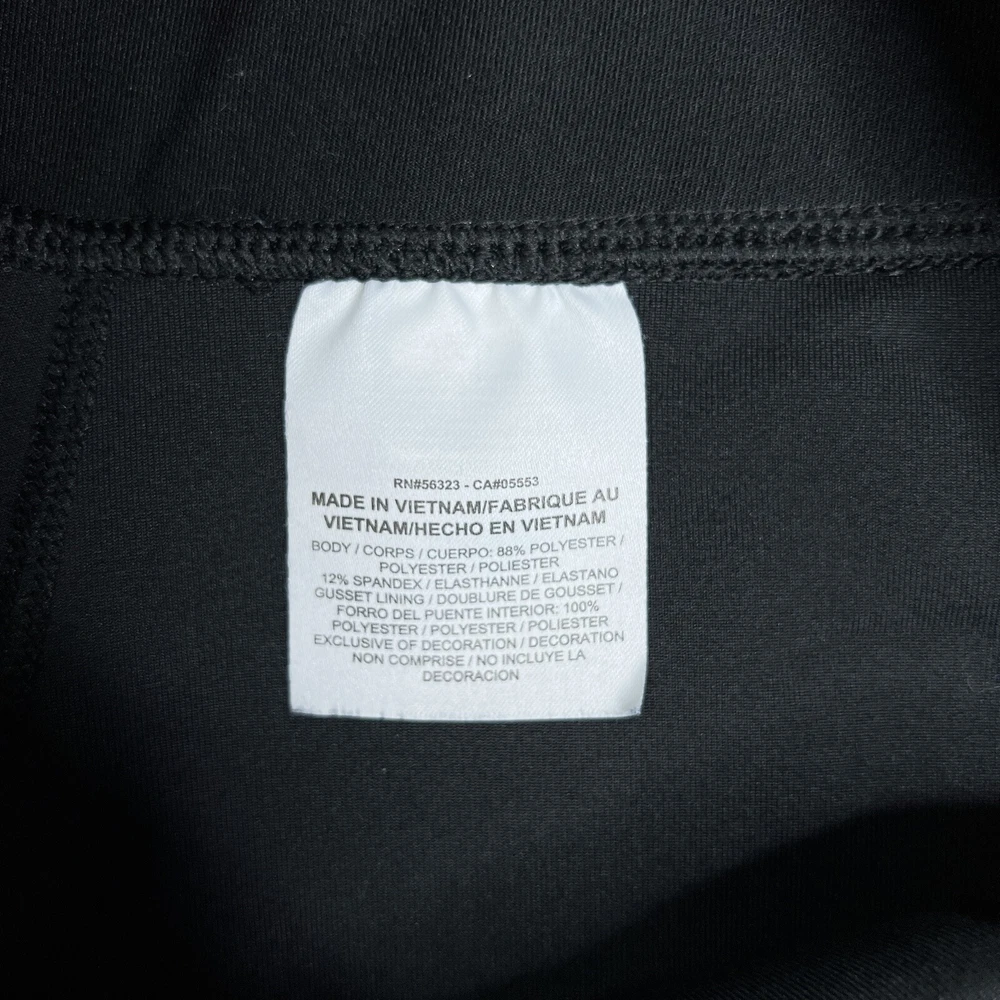 RN#56323 - CA#05553
MADE IN VIETNAM/FABRIQUE AU
VIETNAM/HECHO EN VIETNAM
BODY / CORPS / CUERPO: 88% POLYESTER /
POLYESTER / POLIESTER
12% SPANDEX / ELASTHANNE / ELASTANO
GUSSET LINING / DOUBLURE DE GOUSSET /
FORRO DEL PUENTE INTERIOR: 100%
POLYESTER / POLYESTER / POLIESTER
EXCLUSIVE OF DECORATION / DECORATION
NON COMPRISE / NO INCLUYE LA
DECORACION